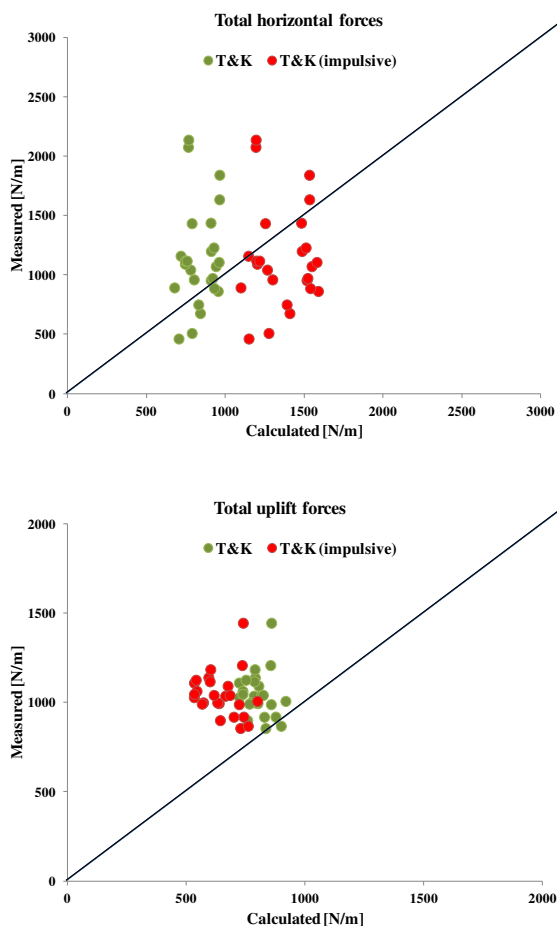 Total horizontal forces
3000
T&K T&K (impulsive)
2500
2000
Measured [N/m]
1500
1000
500
0
0 500 1000 1500 2000 2500 3000
Calculated [N/m]
Total uplift forces
2000
T&K T&K (impulsive)
1500
Measured [N/m]
1000
500
0
0 500 1000 1500 2000
Calculated [N/m]